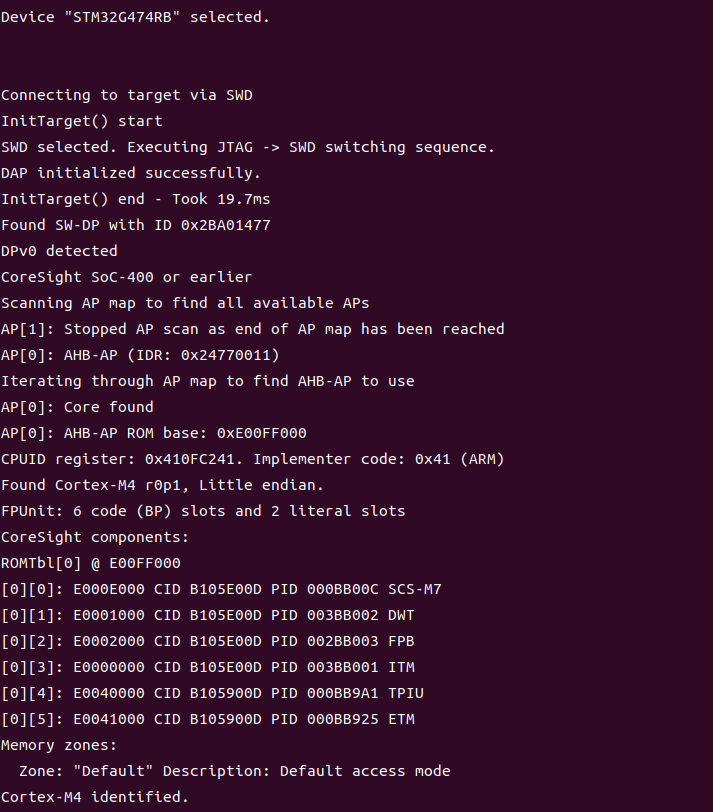 Device "STM32G474RB" selected.
Connecting to target via SWD
InitTarget() start
SWD selected. Executing JTAG -> SWD switching sequence.
DAP initialized successfully.
InitTarget() end - Took 19.7ms
Found SW-DP with ID 0x2BA01477
DPv0 detected
CoreSight SoC-400 or earlier
Scanning AP map to find all available APs
AP[1]: Stopped AP scan as end of AP map has been reached
AP[0]: AHB-AP (IDR: 0x24770011)
Iterating through AP map to find AHB-AP to use
AP[0]: Core found
AP[0]: AHB-AP ROM base: 0xE00FF000
CPUID register: 0x410FC241. Implementer code: 0x41 (ARM)
Found Cortex-M4 r0p1, Little endian.
FPUnit: 6 code (BP) slots and 2 literal slots
CoreSight components:
ROMTbl[0] @ E00FF000
[0][0]: E000E000 CID B105E00D PID 000BB00C SCS-M7
[0][1]: E0001000 CID B105E00D PID 003BB002 DWT
[0][2]: E0002000 CID B105E00D PID 002BB003 FPB
[0][3]: E0000000 CID B105E00D PID 003BB001 ITM
[0][4]: E0040000 CID B105900D PID 000BB9A1 TPIU
[0][5]: E0041000 CID B105900D PID 000BB925 ETM
Memory zones:
  Zone: "Default" Description: Default access mode
Cortex-M4 identified.